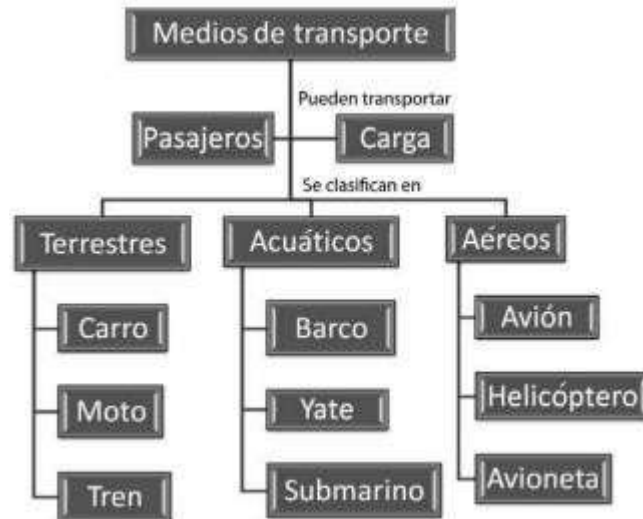 Medios de transporte
Pueden transportar
Pasajeros
Carga
Se clasifican en
Terrestres
Acuáticos
Aéreos
Carro
Barco
Avión
Moto
Yate
Helicóptero
Tren
Submarino
Avioneta